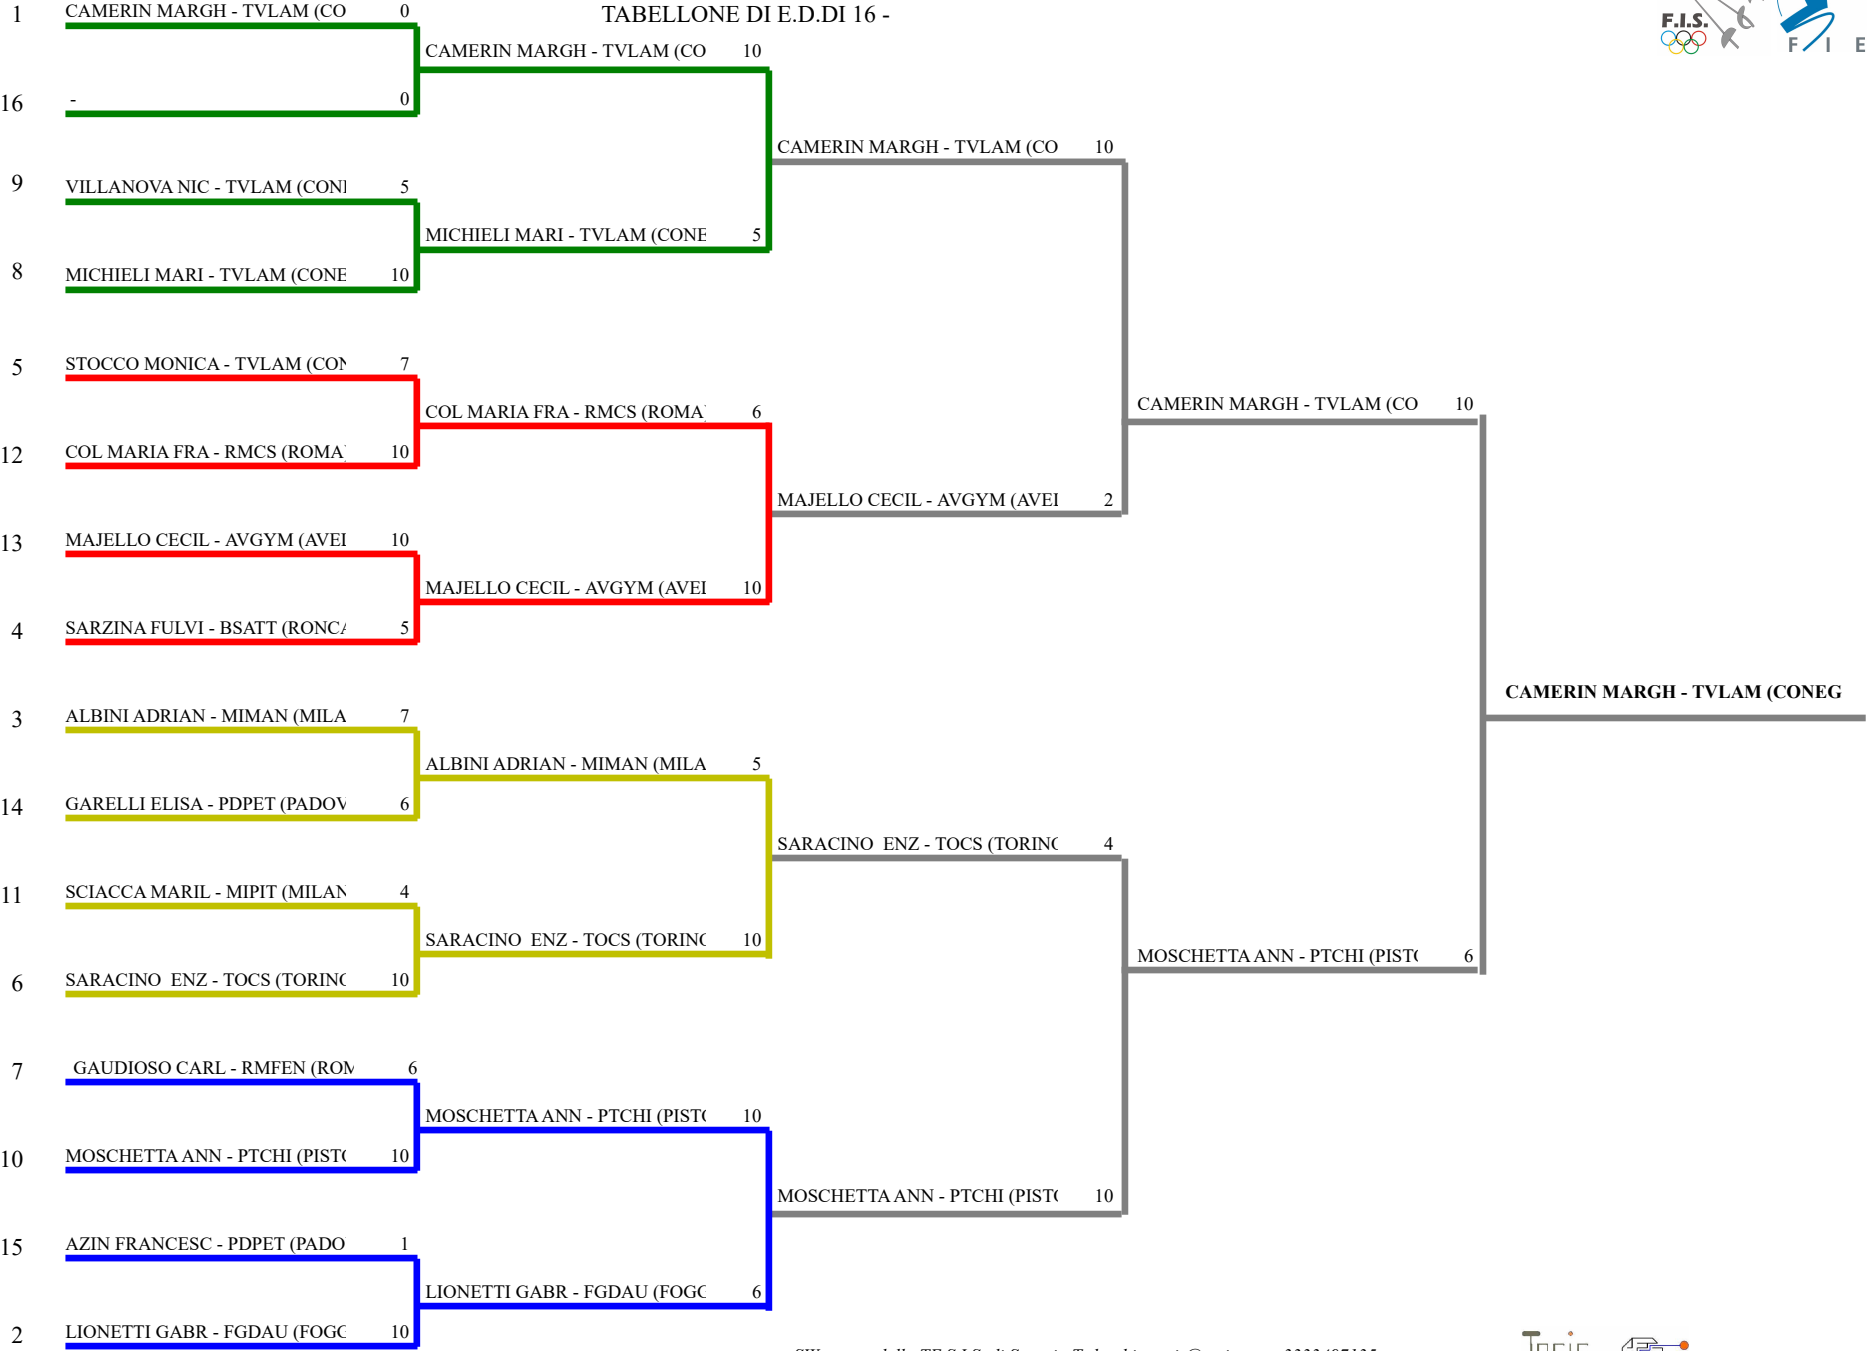 TABELLONE DI E.D.DI 16 -
F.I.S.
F I E
1 CAMERIN MARGH - TVLAM (CO 0
CAMERIN MARGH - TVLAM (CO 10
16 - 0
CAMERIN MARGH - TVLAM (CO 10
9 VILLANOVA NIC - TVLAM (CONI 5
MICHIELI MARI - TVLAM (CONE 5
8 MICHIELI MARI - TVLAM (CONE 10
5 STOCCO MONICA - TVLAM (CON 7
CAMERIN MARGH - TVLAM (CO 10
COL MARIA FRA - RMCS (ROMA) 6
12 COL MARIA FRA - RMCS (ROMA) 10
MAJELLO CECIL - AVGYM (AVEI 2
13 MAJELLO CECIL - AVGYM (AVEI 10
MAJELLO CECIL - AVGYM (AVEI 10
4 SARZINA FULVI - BSATT (RONCA 5
CAMERIN MARGH - TVLAM (CONEG
3 ALBINI ADRIAN - MIMAN (MILA 7
ALBINI ADRIAN - MIMAN (MILA 5
14 GARELLI ELISA - PDPET (PADOV 6
SARACINO ENZ - TOCS (TORINO 4
11 SCIACCA MARIL - MIPIT (MILAN 4
SARACINO ENZ - TOCS (TORINO 10
MOSCHETTA ANN - PTCHI (PISTO 6
6 SARACINO ENZ - TOCS (TORINO 10
7 GAUDIOSO CARL - RMFEN (ROM 6
MOSCHETTA ANN - PTCHI (PISTO 10
10 MOSCHETTA ANN - PTCHI (PISTO 10
MOSCHETTA ANN - PTCHI (PISTO 10
15 AZIN FRANCESC - PDPET (PADO 1
LIONETTI GABR - FGDAU (FOGG 6
2 LIONETTI GABR - FGDAU (FOGG 10